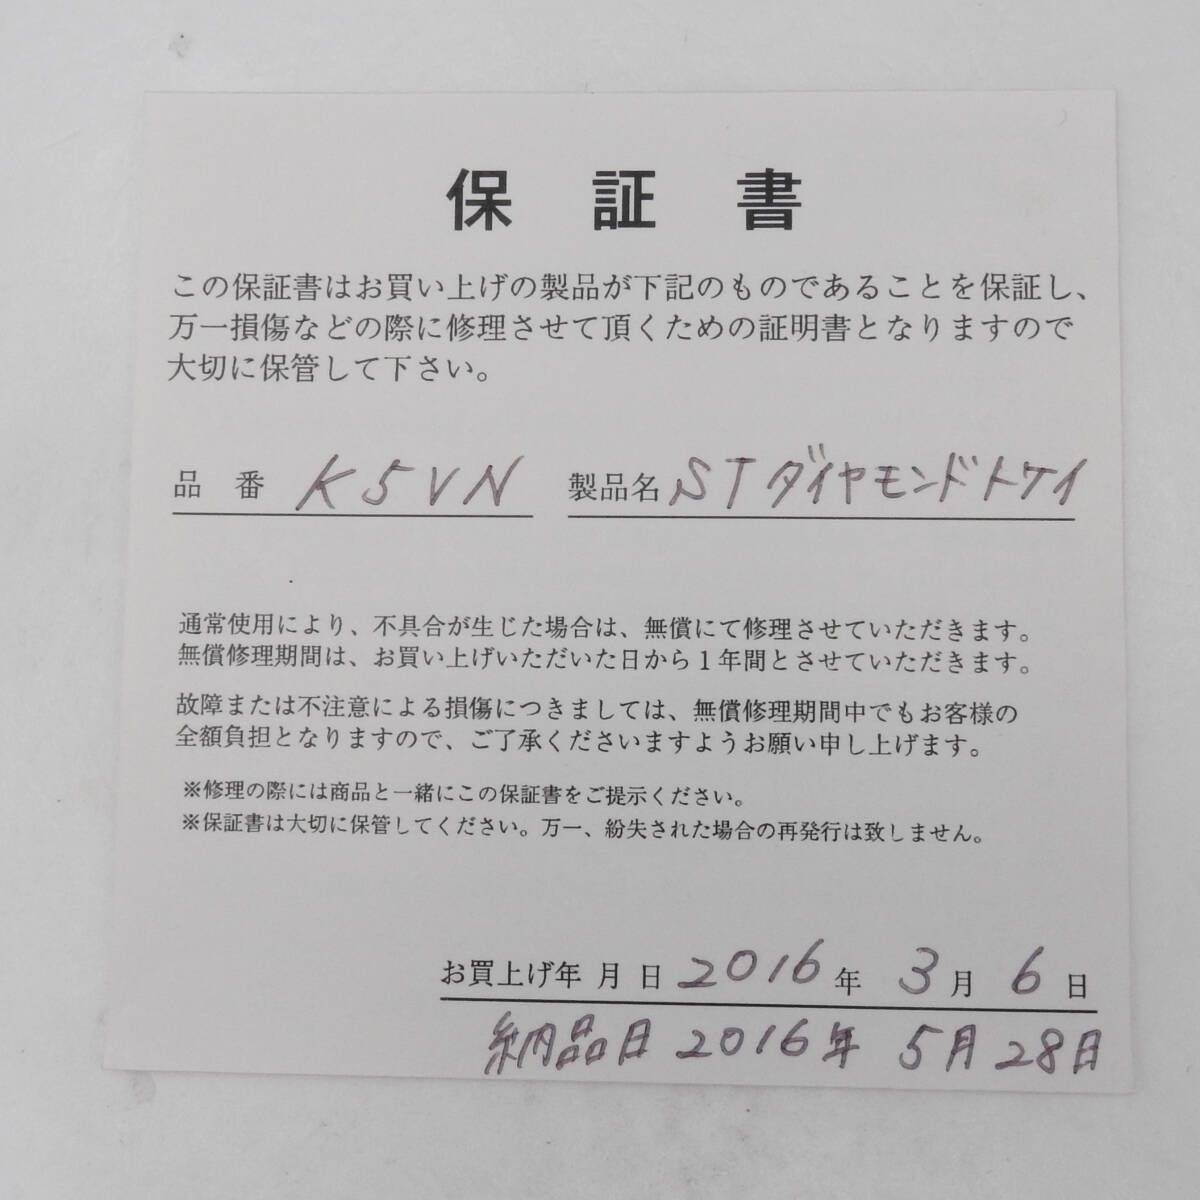 保 証 書
この保証書はお買い上げの製品が下記のものであることを保証し、
万一損傷などの際に修理させて頂くための証明書となりますので
大切に保管して下さい。
品 番 K5VN 製品名 STダイヤモンドトケイ
通常使用により、不具合が生じた場合は、無償にて修理させていただきます。
無償修理期間は、お買い上げいただいた日から1年間とさせていただきます。
故障または不注意による損傷につきましては、無償修理期間中でもお客様の
全額負担となりますので、ご了承くださいますようお願い申し上げます。
※修理の際には商品と一緒にこの保証書をご提示ください。
※保証書は大切に保管してください。万一、紛失された場合の再発行は致しません。
お買上げ年 月 日 2016年 3月 6日
納品日 2016年 5月28日